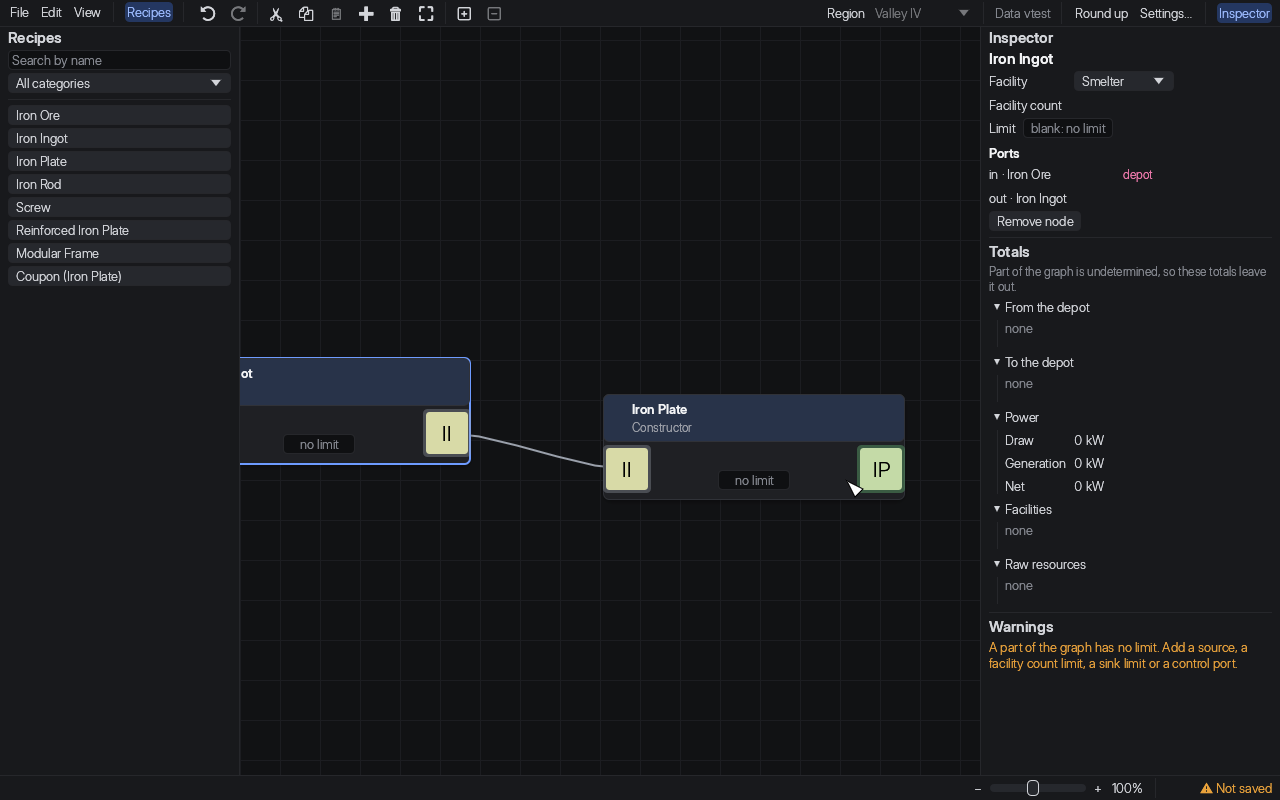 File Edit View Recipes Region Valley IV Data vtest Round up Settings... Inspector
Recipes
Search by name
All categories
Iron Ore
Iron Ingot
Iron Plate
Iron Rod
Screw
Reinforced Iron Plate
Modular Frame
Coupon (Iron Plate)
ot
no limit
II
Iron Plate
Constructor
II
no limit
IP
Inspector
Iron Ingot
Facility Smelter
Facility count
Limit blank: no limit
Ports
in · Iron Ore depot
out · Iron Ingot
Remove node
Totals
Part of the graph is undetermined, so these totals leave
it out.
From the depot
none
To the depot
none
Power
Draw 0 kW
Generation 0 kW
Net 0 kW
Facilities
none
Raw resources
none
Warnings
A part of the graph has no limit. Add a source, a
facility count limit, a sink limit or a control port.
− + 100% Not saved